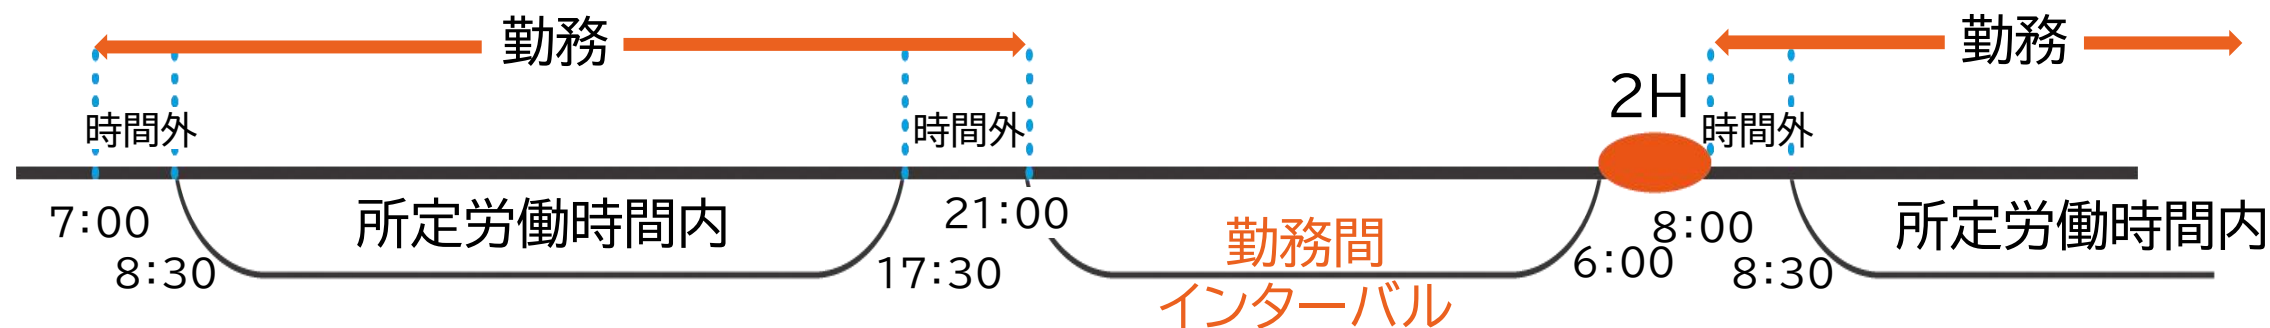 勤務
勤務
2H
時間外
時間外
時間外
7:00
8:30
所定労働時間内
17:30
21:00
勤務間
インターバル
6:00
8:00
8:30
所定労働時間内